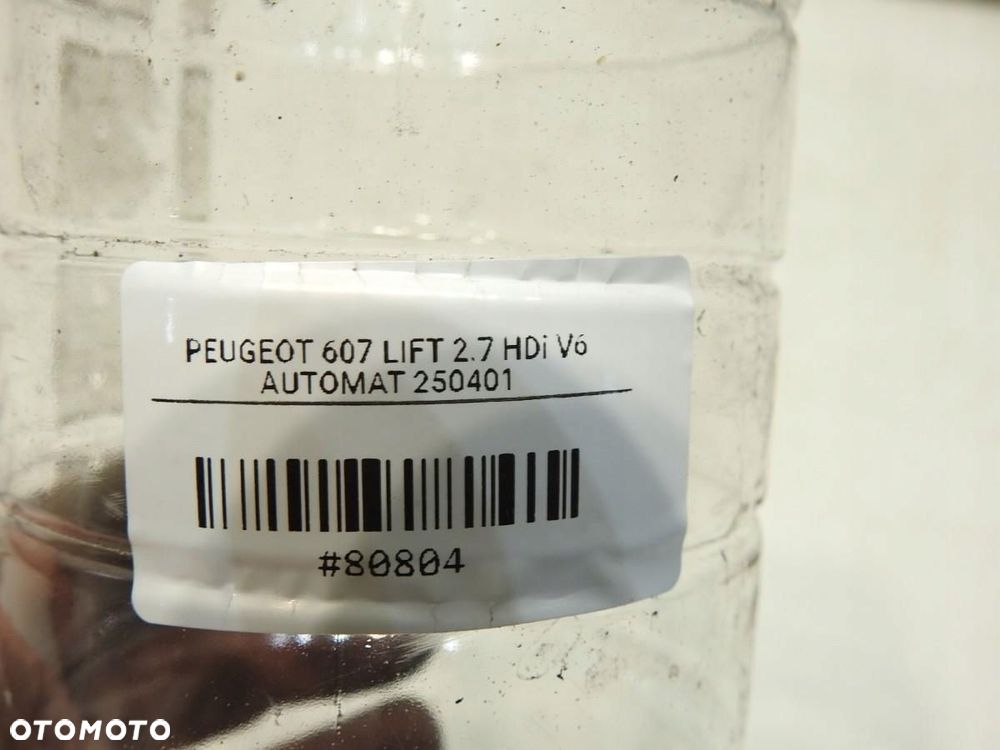 PEUGEOT 607 LIFT 2.7 HDi V6
AUTOMAT 250401
#80804
OTOMOTO